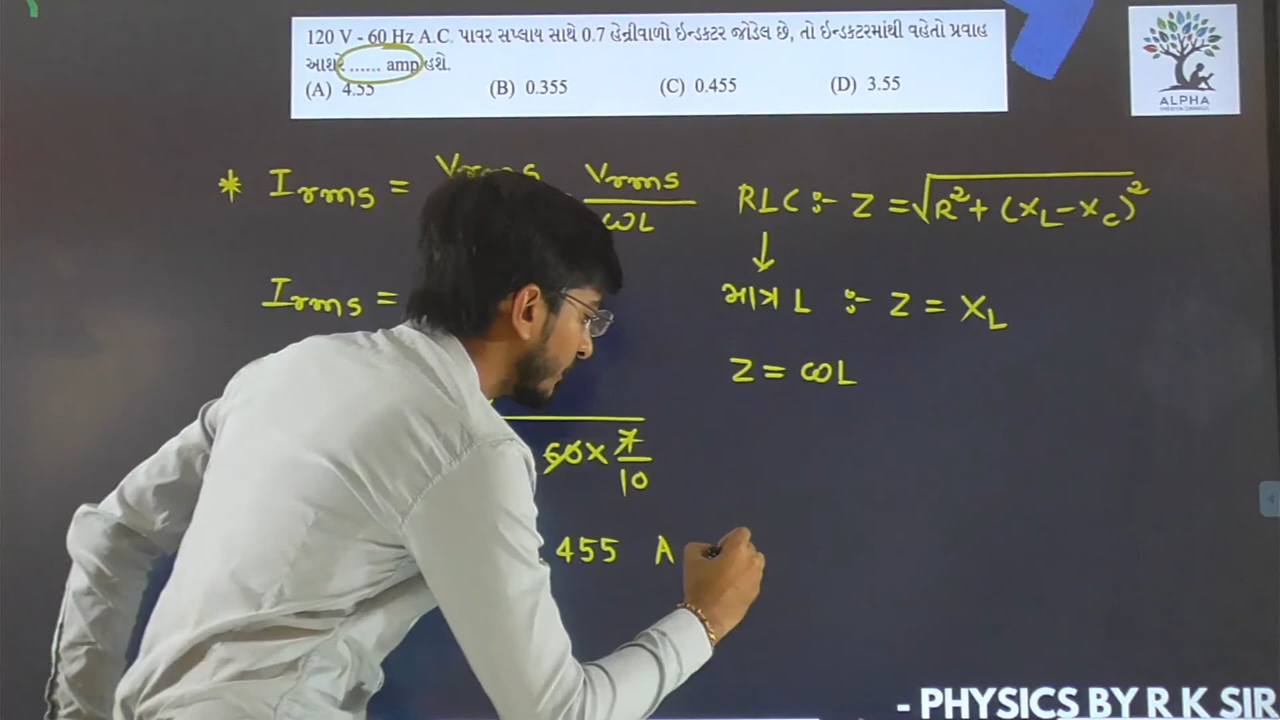 120 V - 60 Hz A.C. પાવર સપ્લાય સાથે 0.7 હેન્રીવાળો ઇન્ડક્ટર જોડેલ છે, તો ઇન્ડક્ટરમાંથી વહેતો પ્રવાહ
આશરે ...... amp હશે.
(A) 4.55 (B) 0.355 (C) 0.455 (D) 3.55
ALPHA
* Irms = Vrms Vrms / ωL
RLC :- Z = √R² + (XL - XC)²
↓
Irms =
માત્ર L :- Z = XL
Z = ωL
60 × 7/10
.455 A
- PHYSICS BY R K SIR